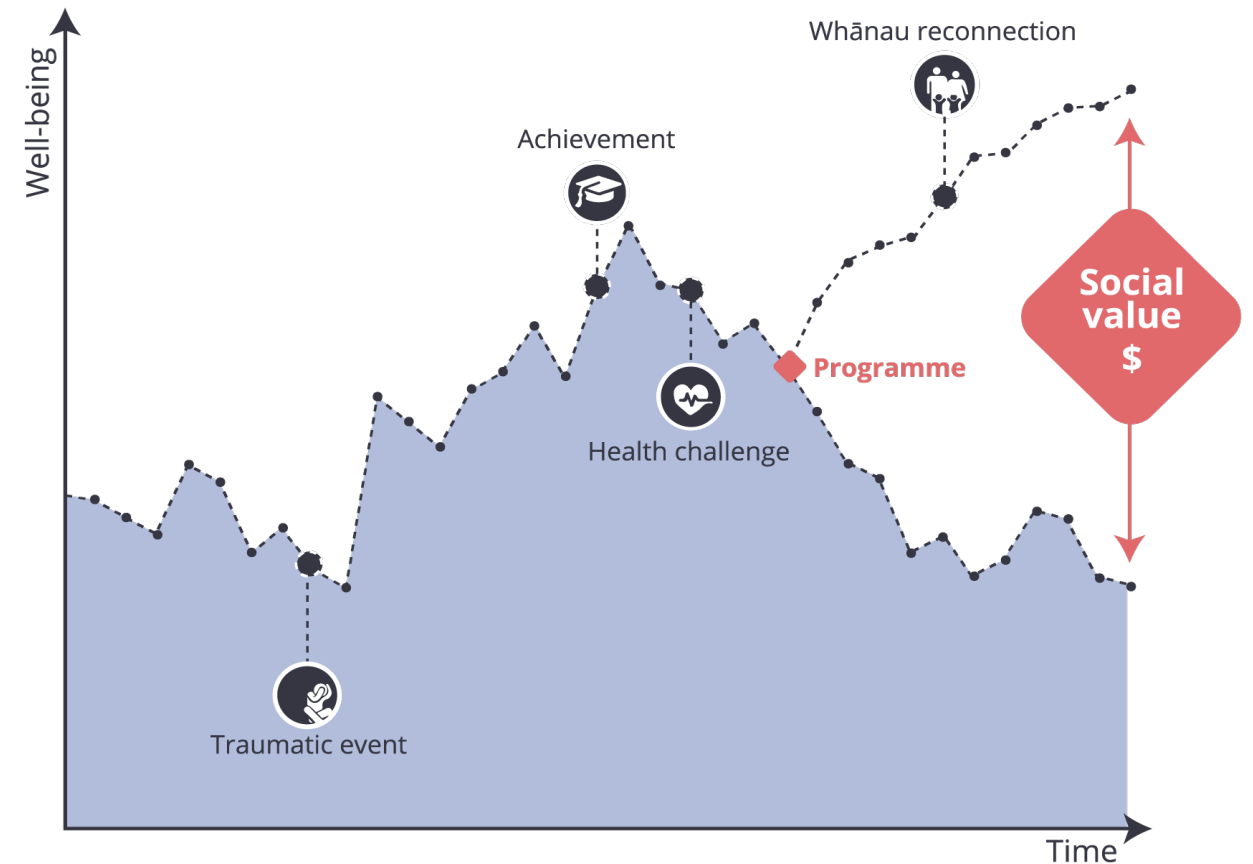 Well-being
Whānau reconnection
Achievement
Social
value
$
Programme
Health challenge
Traumatic event
Time